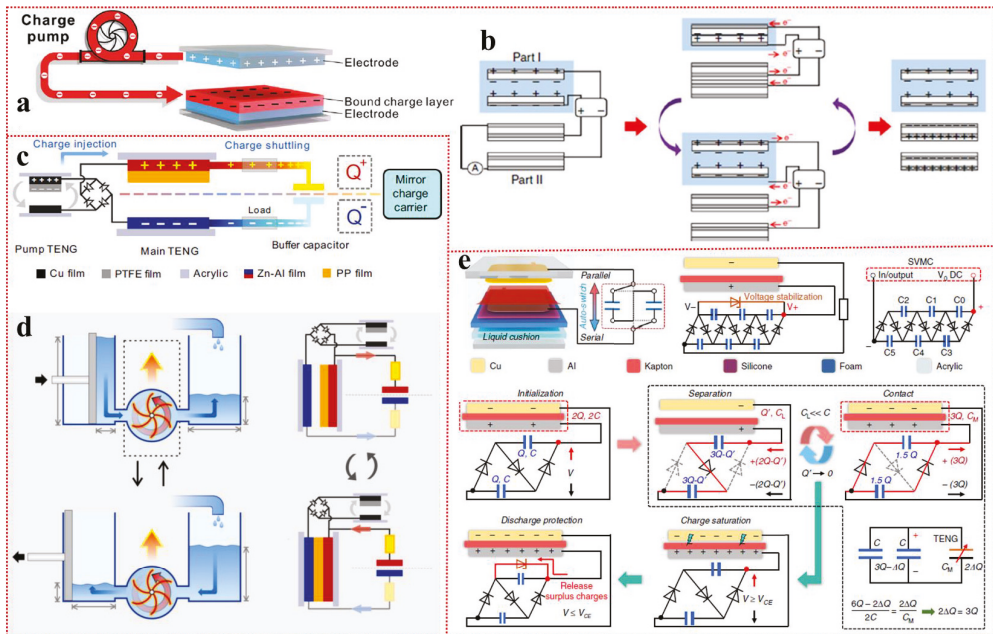 Charge
pump
Electrode
Bound charge layer
Electrode
a
b
Part I
Part II
A
+ −
e⁻
e⁻
e⁻
e⁻
e⁻
e⁻
e⁻
e⁻
c
Charge injection
Charge shuttling
Q⁺
Q⁻
Mirror
charge
carrier
Load
Buffer capacitor
Pump TENG
Main TENG
Cu film
PTFE film
Acrylic
Zn-Al film
PP film
d
e
Parallel
Auto-switch
Serial
Liquid cushion
Voltage stabilization
V−
V+
SVMC
In/output
V₀ DC
C2
C1
C0
C5
C4
C3
Cu
Al
Kapton
Silicone
Foam
Acrylic
Initialization
2Q, 2C
Q, C
Q, C
V
Separation
Q', C_L
3Q-Q'
3Q-Q'
+(2Q-Q')
−(2Q-Q')
C_L<< C
Q' → 0
Contact
3Q, C_M
1.5 Q
1.5 Q
+ (3Q)
− (3Q)
Discharge protection
Release
surplus charges
V ≤ V_CE
Charge saturation
V ≥ V_CE
C
C
3Q−ΔQ
TENG
C_M
2ΔQ
6Q − 2ΔQ / 2C = 2ΔQ / C_M → 2ΔQ = 3Q